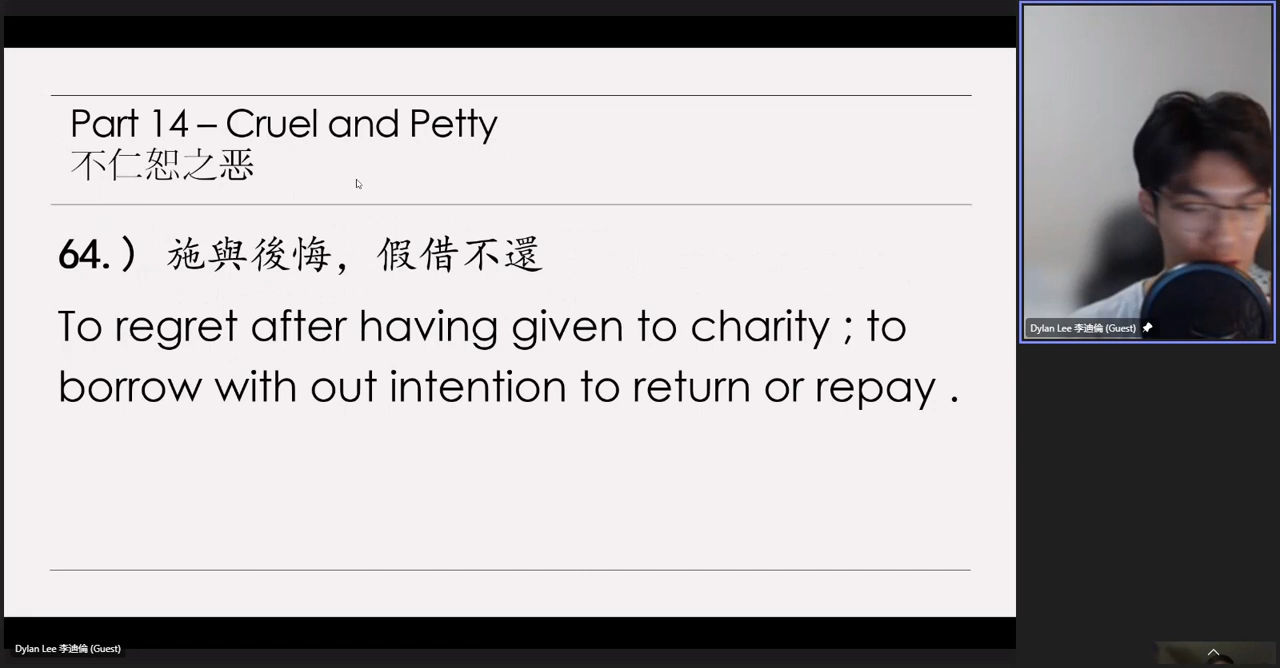 Part 14 – Cruel and Petty
不仁恕之恶
64. ) 施與後悔，假借不還
To regret after having given to charity ; to
borrow with out intention to return or repay .
Dylan Lee 李迪倫 (Guest)
Dylan Lee 李迪倫 (Guest)